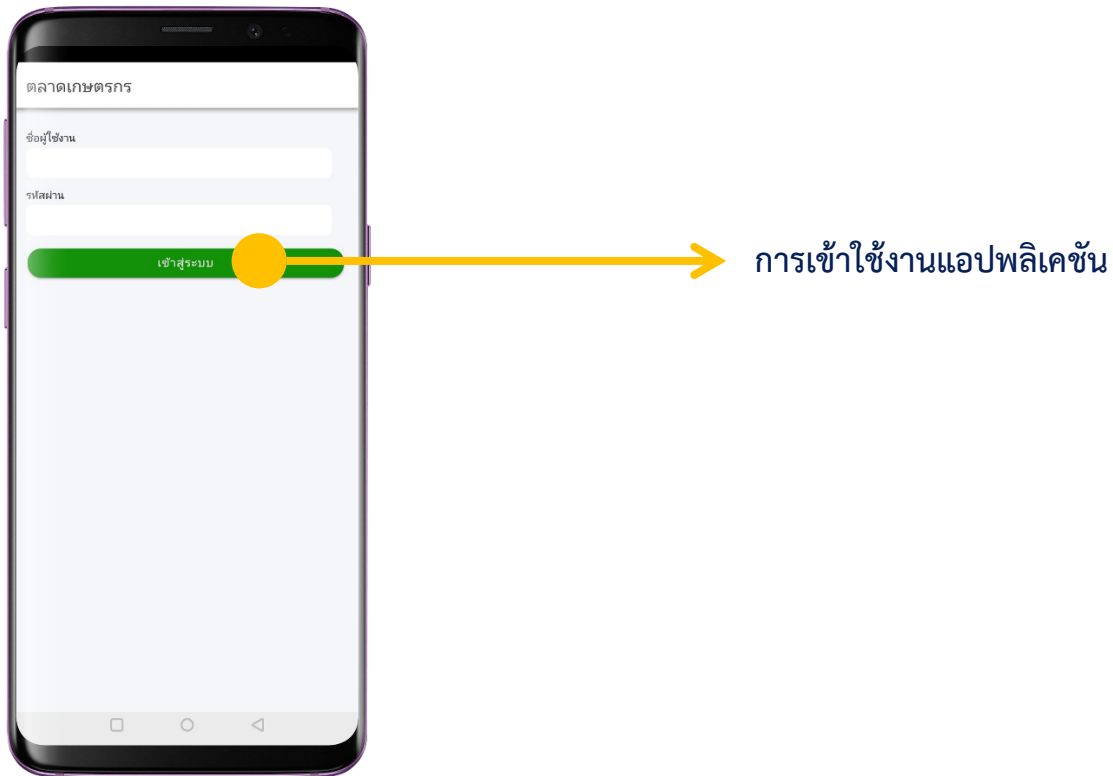 ตลาดเกษตรกร
ชื่อผู้ใช้งาน
รหัสผ่าน
เข้าสู่ระบบ
การเข้าใช้งานแอปพลิเคชัน